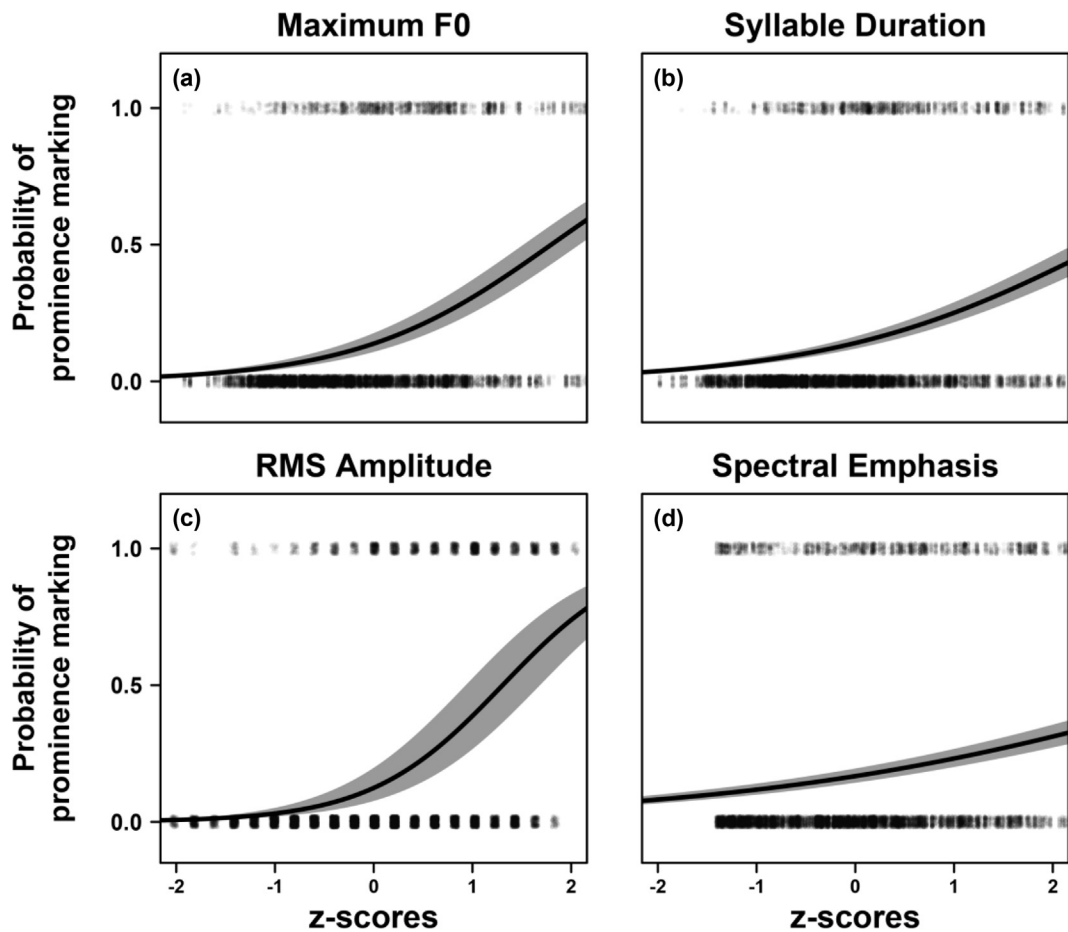 Maximum F0
Syllable Duration
(a)
(b)
Probability of
prominence marking
1.0
0.5
0.0
RMS Amplitude
Spectral Emphasis
(c)
(d)
Probability of
prominence marking
1.0
0.5
0.0
-2 -1 0 1 2
-2 -1 0 1 2
z-scores
z-scores